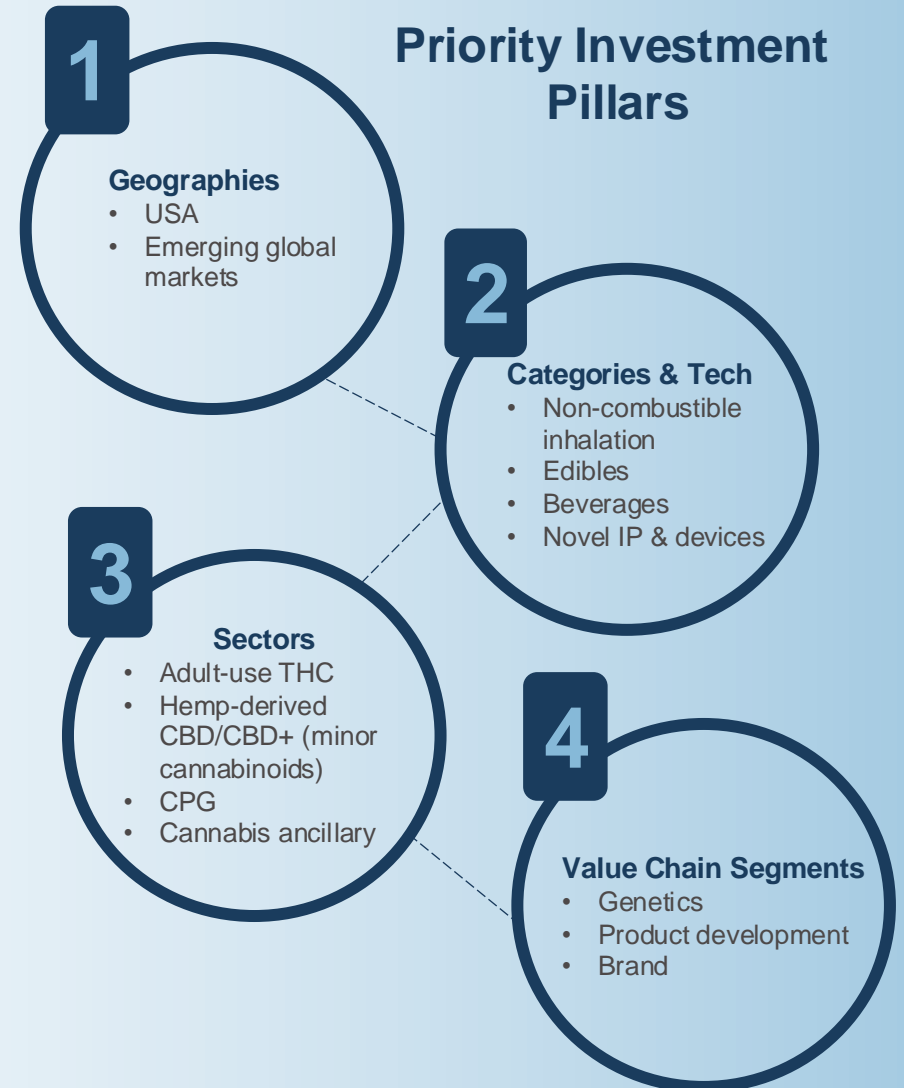 Priority Investment
Pillars
1
Geographies
• USA
• Emerging global
markets
2
Categories & Tech
• Non-combustible
inhalation
• Edibles
• Beverages
• Novel IP & devices
3
Sectors
• Adult-use THC
• Hemp-derived
CBD/CBD+ (minor
cannabinoids)
• CPG
• Cannabis ancillary
4
Value Chain Segments
• Genetics
• Product development
• Brand